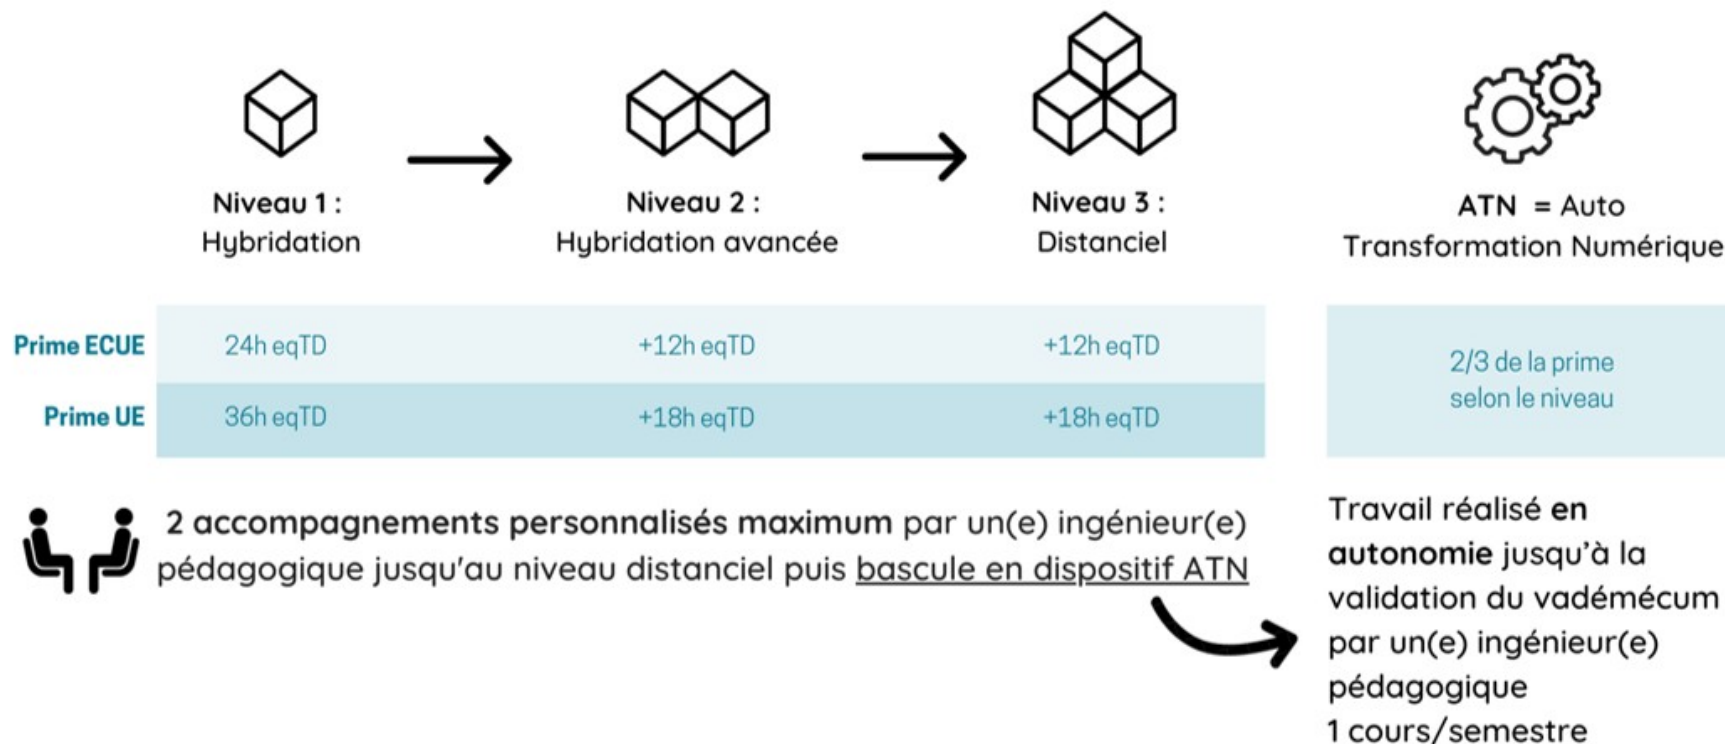 Niveau 1 :
Hybridation
Niveau 2 :
Hybridation avancée
Niveau 3 :
Distanciel
ATN = Auto
Transformation Numérique
Prime ECUE
24h eqTD
+12h eqTD
+12h eqTD
Prime UE
36h eqTD
+18h eqTD
+18h eqTD
2/3 de la prime
selon le niveau
2 accompagnements personnalisés maximum par un(e) ingénieur(e)
pédagogique jusqu'au niveau distanciel puis bascule en dispositif ATN
Travail réalisé en
autonomie jusqu'à la
validation du vadémécum
par un(e) ingénieur(e)
pédagogique
1 cours/semestre